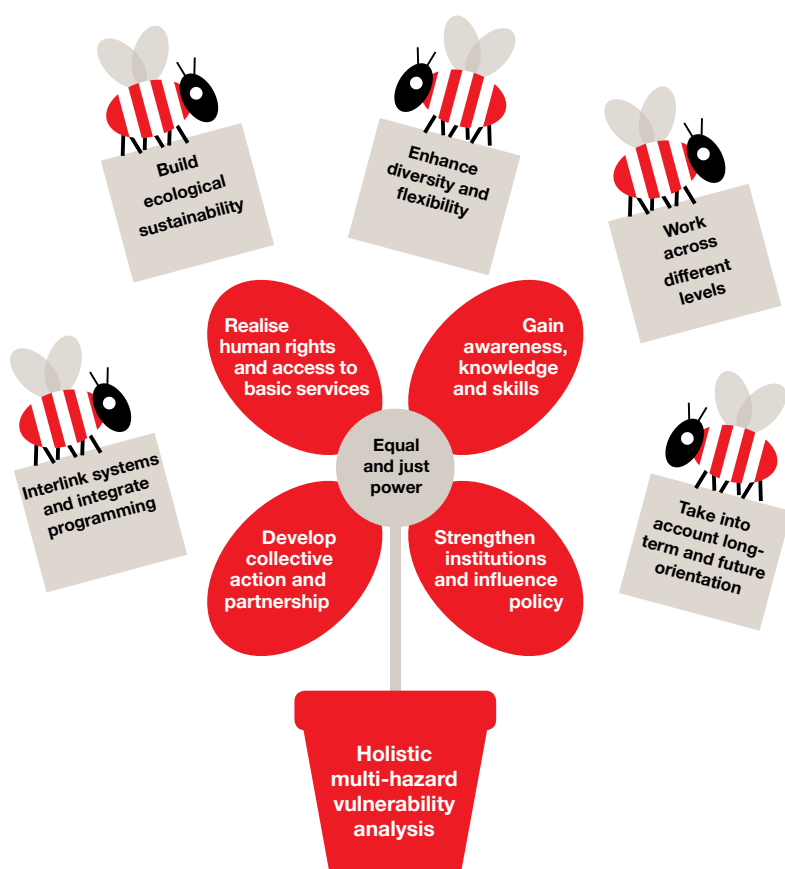 Build
ecological
sustainability
Enhance
diversity and
flexibility
Work
across
different
levels
Interlink systems
and integrate
programming
Take into
account long-
term and future
orientation
Realise
human rights
and access to
basic services
Gain
awareness,
knowledge
and skills
Equal
and just
power
Develop
collective
action and
partnership
Strengthen
institutions
and influence
policy
Holistic
multi-hazard
vulnerability
analysis